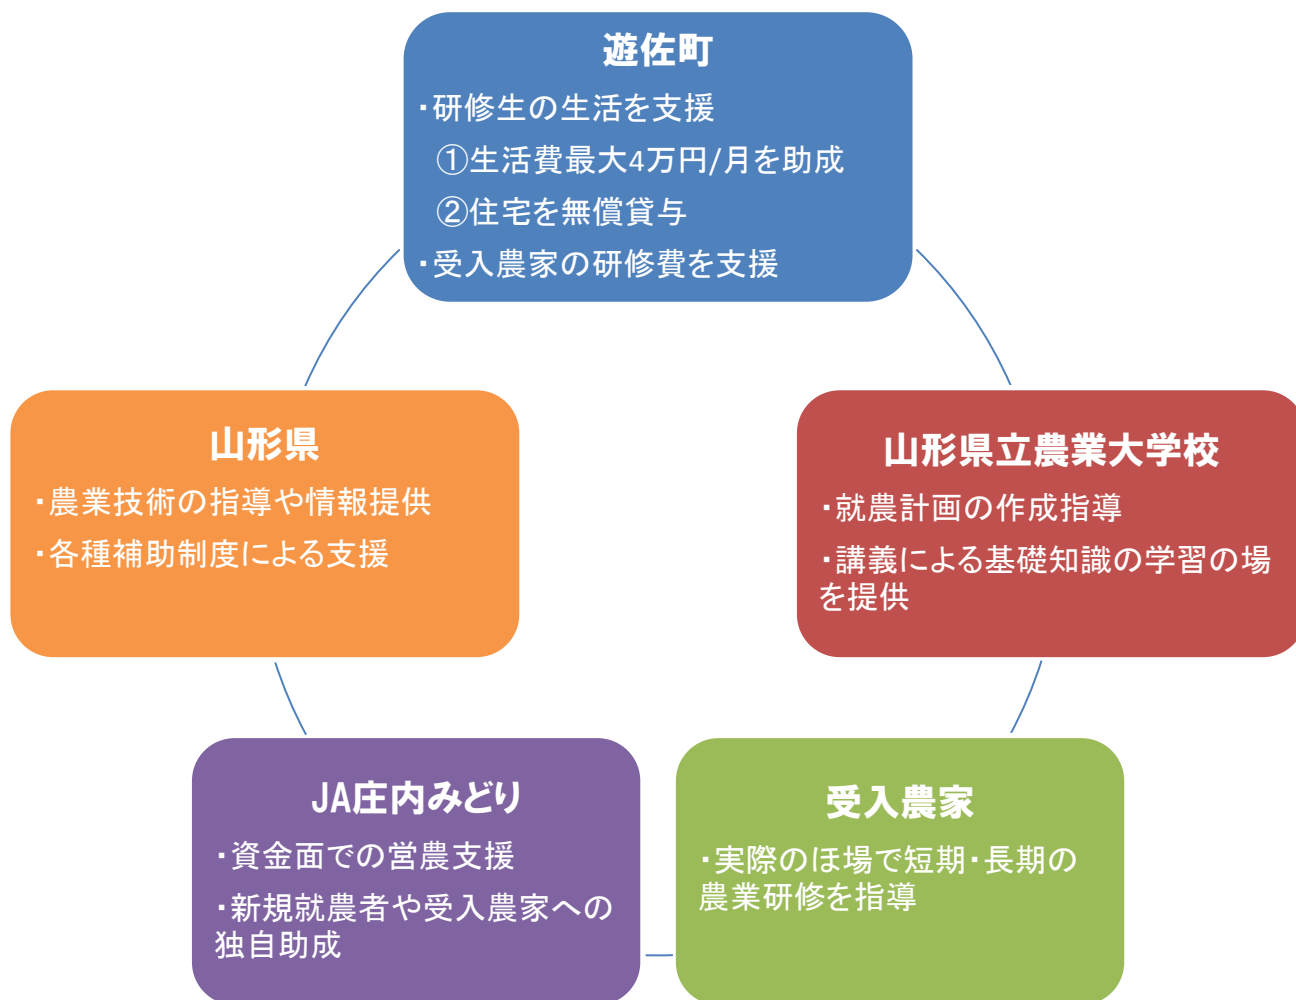 遊佐町
・研修生の生活を支援
①生活費最大4万円/月を助成
②住宅を無償貸与
・受入農家の研修費を支援
山形県
・農業技術の指導や情報提供
・各種補助制度による支援
山形県立農業大学校
・就農計画の作成指導
・講義による基礎知識の学習の場
を提供
JA庄内みどり
・資金面での営農支援
・新規就農者や受入農家への
独自助成
受入農家
・実際のほ場で短期・長期の
農業研修を指導